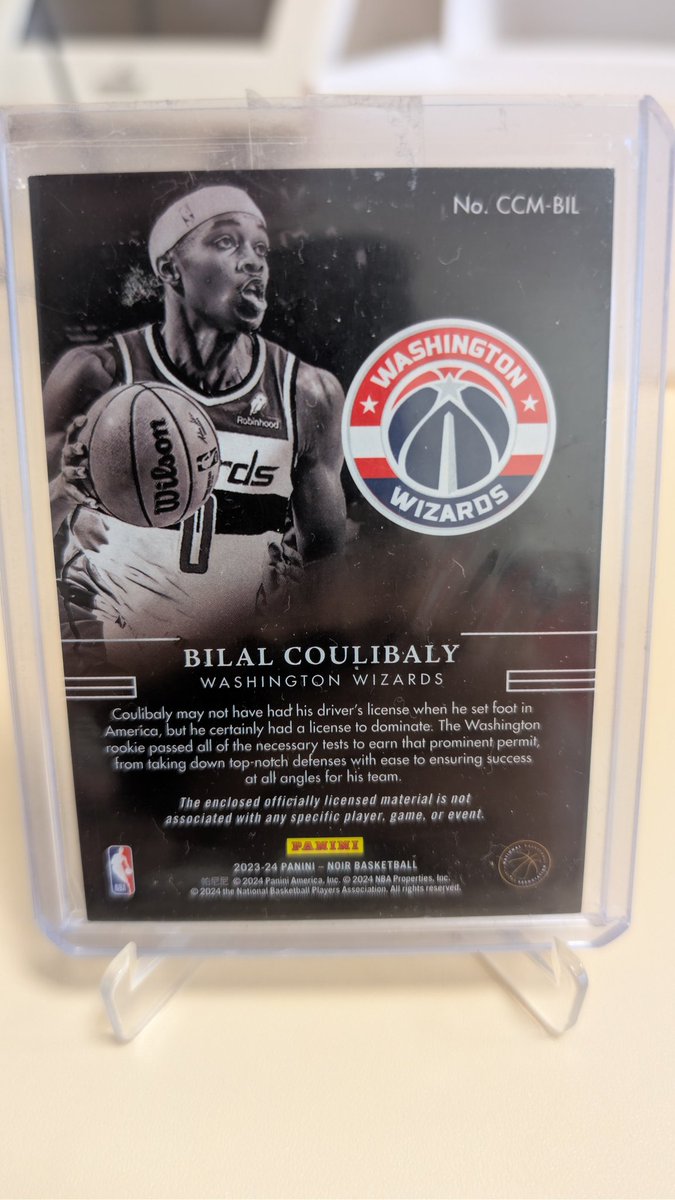 No. CCM-BIL
WASHINGTON
WIZARDS
Robinhood
Wilson
rds
0
BILAL COULIBALY
WASHINGTON WIZARDS
Coulibaly may not have had his driver's license when he set foot in
America, but he certainly had a license to dominate. The Washington
rookie passed all of the necessary tests to earn that prominent permit,
from taking down top-notch defenses with ease to ensuring success
at all angles for his team.
The enclosed officially licensed material is not
associated with any specific player, game, or event.
PANINI
2023-24 PANINI – NOIR BASKETBALL
帕尼尼 © 2024 Panini America, Inc. © 2024 NBA Properties, Inc.
© 2024 the National Basketball Players Association. All rights reserved.
NBA